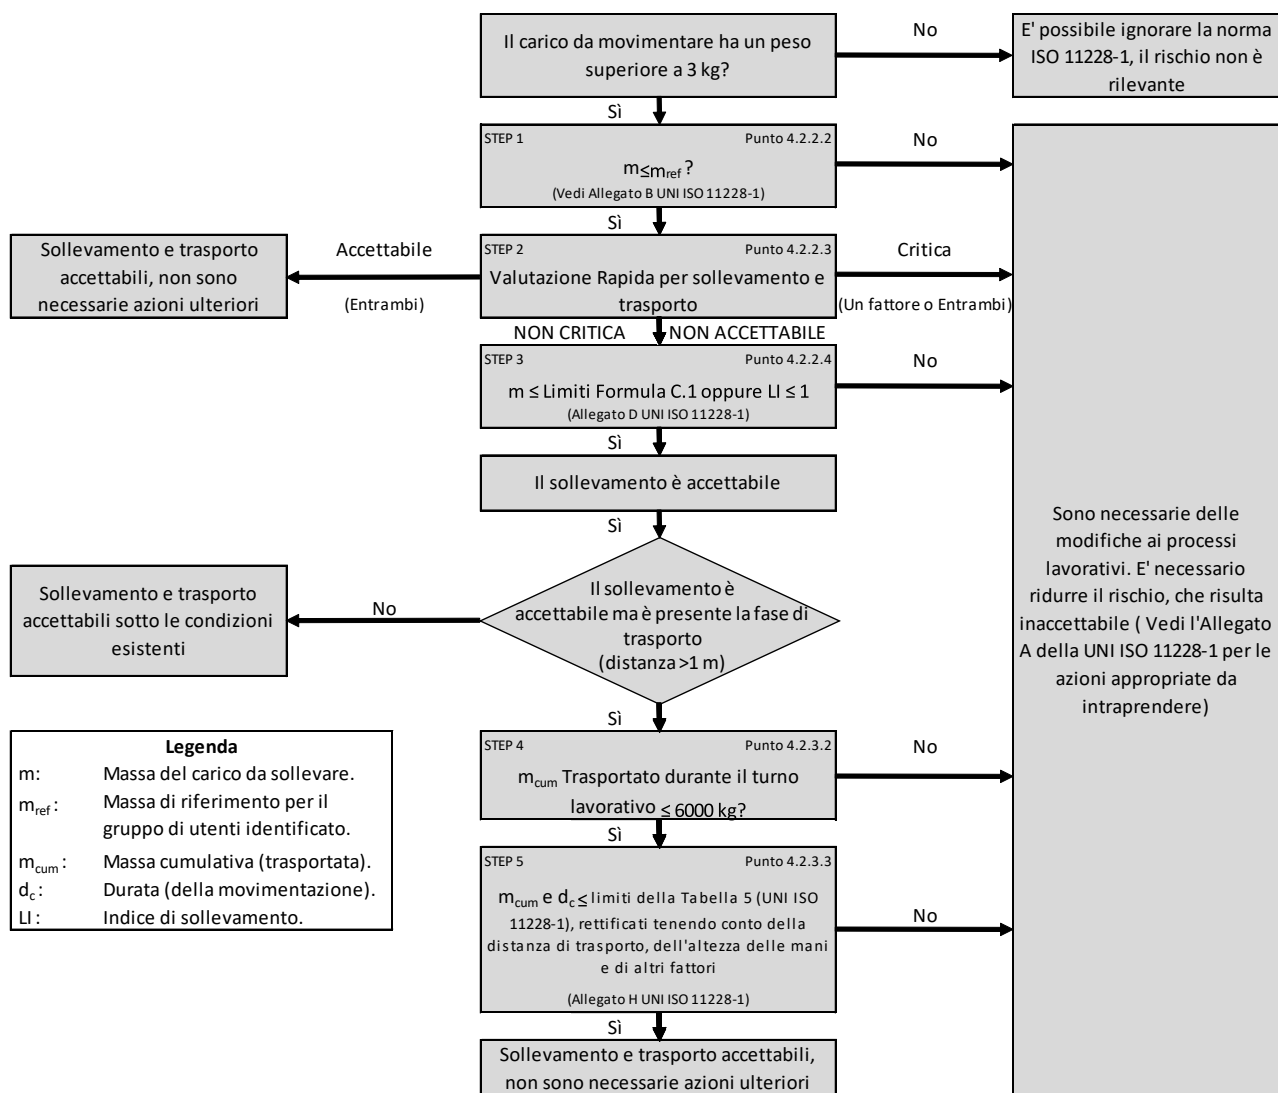 Il carico da movimentare ha un peso
superiore a 3 kg?
No
E' possibile ignorare la norma
ISO 11228-1, il rischio non è
rilevante
Sì
STEP 1 Punto 4.2.2.2
m≤mref ?
(Vedi Allegato B UNI ISO 11228-1)
No
Sì
STEP 2 Punto 4.2.2.3
Valutazione Rapida per sollevamento e
trasporto
Accettabile
(Entrambi)
Sollevamento e trasporto
accettabili, non sono
necessarie azioni ulteriori
Critica
(Un fattore o Entrambi)
NON CRITICA NON ACCETTABILE
STEP 3 Punto 4.2.2.4
m ≤ Limiti Formula C.1 oppure LI ≤ 1
(Allegato D UNI ISO 11228-1)
No
Sì
Il sollevamento è accettabile
Sì
Il sollevamento è
accettabile ma è presente la fase di
trasporto
(distanza >1 m)
No
Sollevamento e trasporto
accettabili sotto le condizioni
esistenti
Sono necessarie delle
modifiche ai processi
lavorativi. E' necessario
ridurre il rischio, che risulta
inaccettabile ( Vedi l'Allegato
A della UNI ISO 11228-1 per le
azioni appropriate da
intraprendere)
Sì
STEP 4 Punto 4.2.3.2
mcum Trasportato durante il turno
lavorativo ≤ 6000 kg?
No
Sì
STEP 5 Punto 4.2.3.3
mcum e dc ≤ limiti della Tabella 5 (UNI ISO
11228-1), rettificati tenendo conto della
distanza di trasporto, dell'altezza delle mani
e di altri fattori
(Allegato H UNI ISO 11228-1)
No
Sì
Sollevamento e trasporto accettabili,
non sono necessarie azioni ulteriori
Legenda
m: Massa del carico da sollevare.
mref : Massa di riferimento per il
gruppo di utenti identificato.
mcum : Massa cumulativa (trasportata).
dc : Durata (della movimentazione).
LI : Indice di sollevamento.